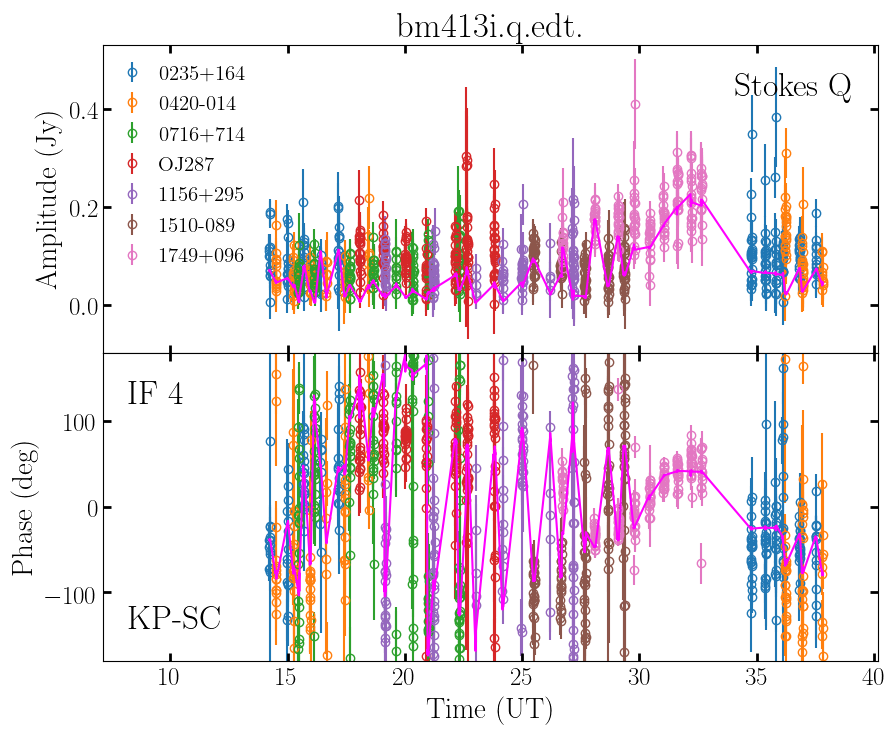 bm413i.q.edt.
Stokes Q
0235+164
0420-014
0716+714
OJ287
1156+295
1510-089
1749+096
Amplitude (Jy)
0.4
0.2
0.0
IF 4
KP-SC
Phase (deg)
100
0
−100
10 15 20 25 30 35 40
Time (UT)